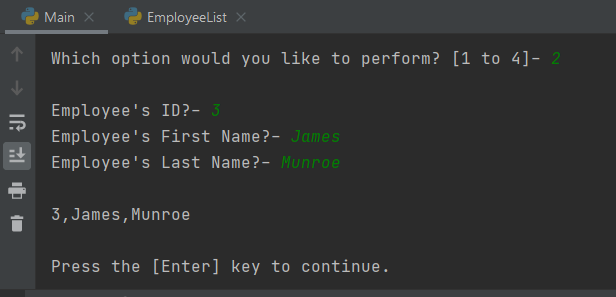 Main
EmployeeList
Which option would you like to perform? [1 to 4]- 2
Employee's ID?- 3
Employee's First Name?- James
Employee's Last Name?- Munroe
3,James,Munroe
Press the [Enter] key to continue.